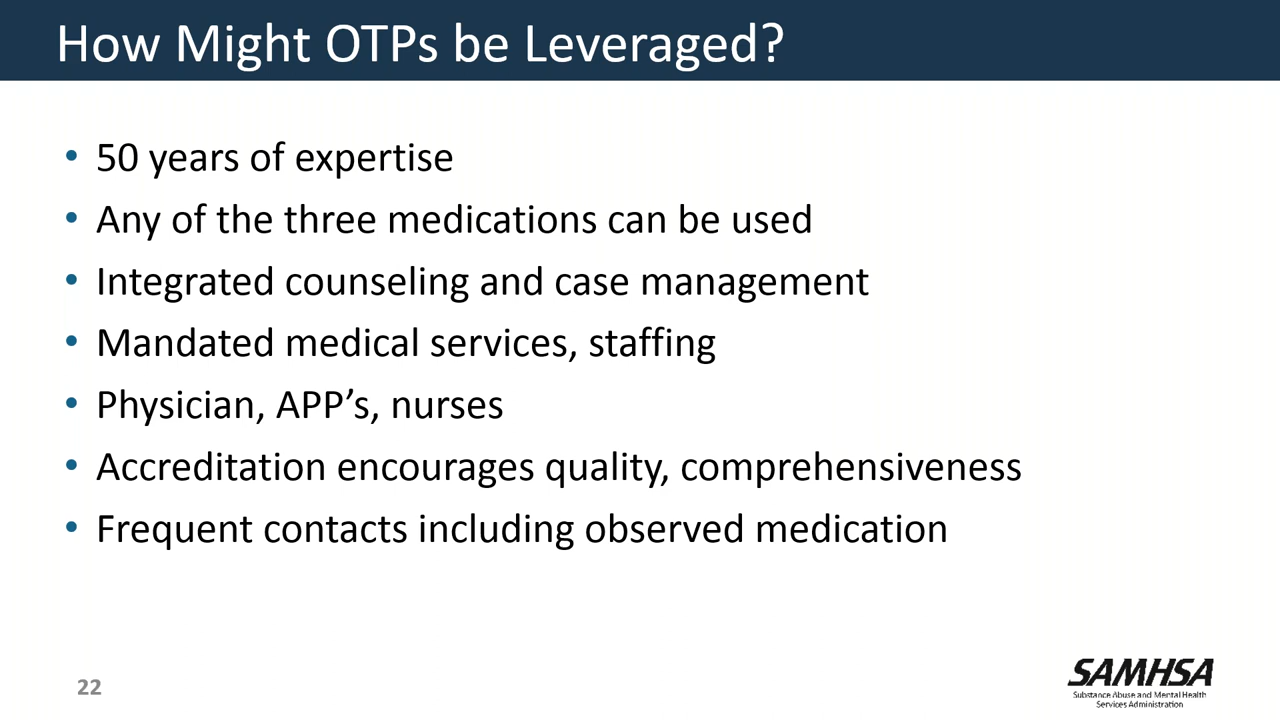 How Might OTPs be Leveraged?
• 50 years of expertise
• Any of the three medications can be used
• Integrated counseling and case management
• Mandated medical services, staffing
• Physician, APP’s, nurses
• Accreditation encourages quality, comprehensiveness
• Frequent contacts including observed medication
22
SAMHSA
Substance Abuse and Mental Health
Services Administration